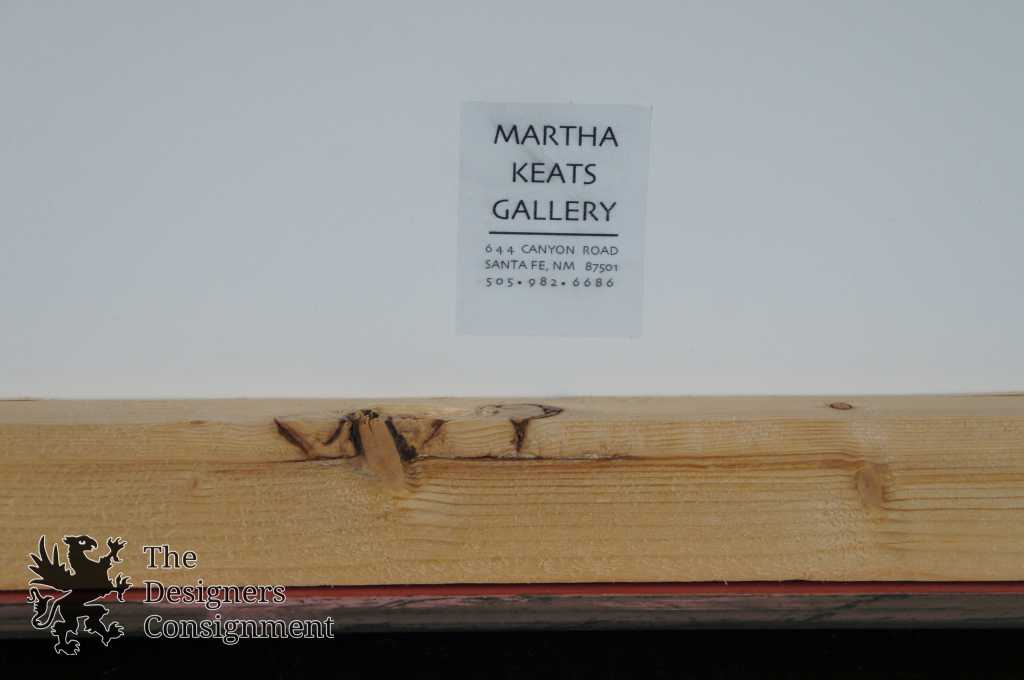 MARTHA
KEATS
GALLERY
644 CANYON ROAD
SANTA FE, NM 87501
505•982•6686
The
Designers
Consignment